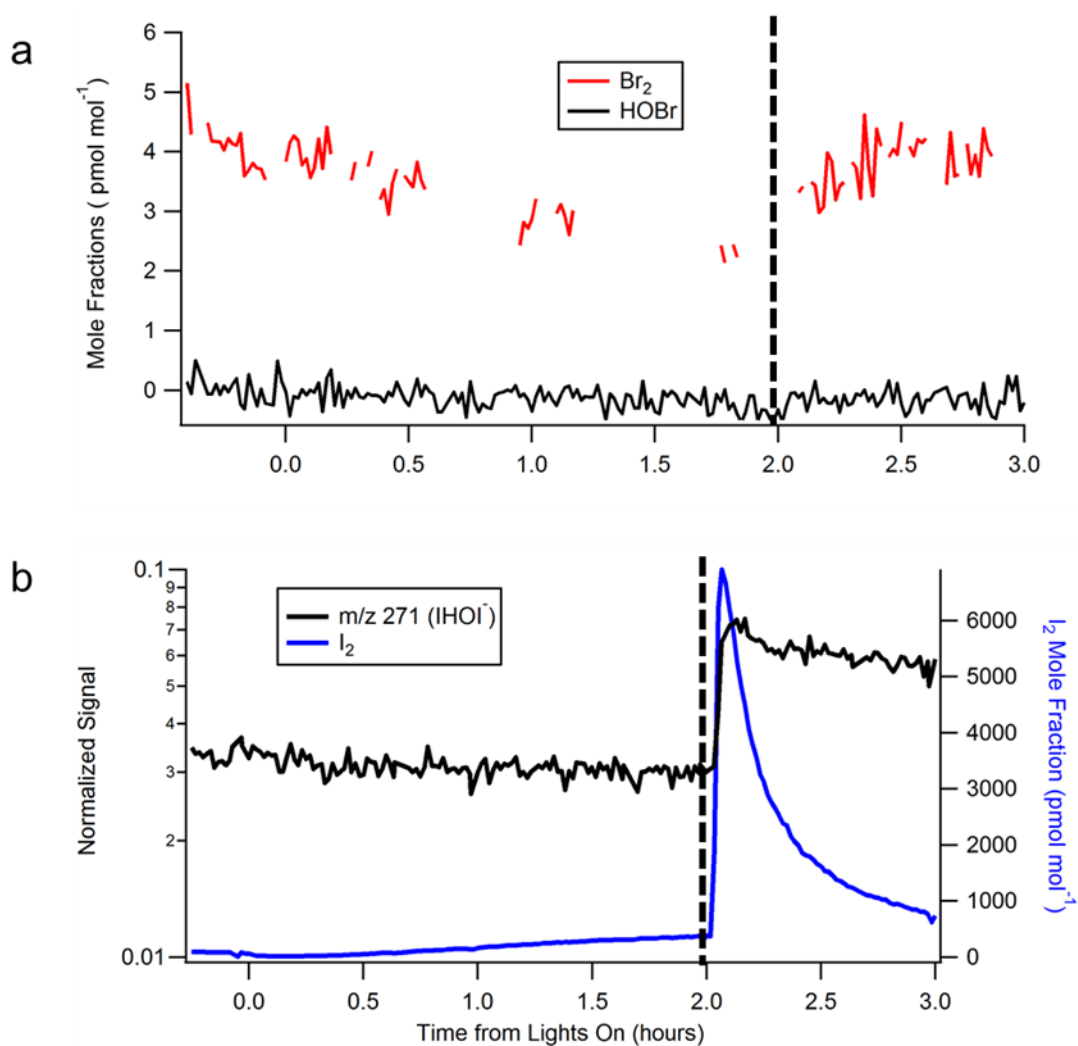 a
Mole Fractions ( pmol mol⁻¹)
6
5
4
3
2
1
0
Br₂
HOBr
0.0 0.5 1.0 1.5 2.0 2.5 3.0
b
Normalized Signal
0.1
9
8
7
6
5
4
3
2
0.01
m/z 271 (IHOI⁻)
I₂
6000
5000
4000
3000
2000
1000
0
I₂ Mole Fraction (pmol mol⁻¹)
0.0 0.5 1.0 1.5 2.0 2.5 3.0
Time from Lights On (hours)